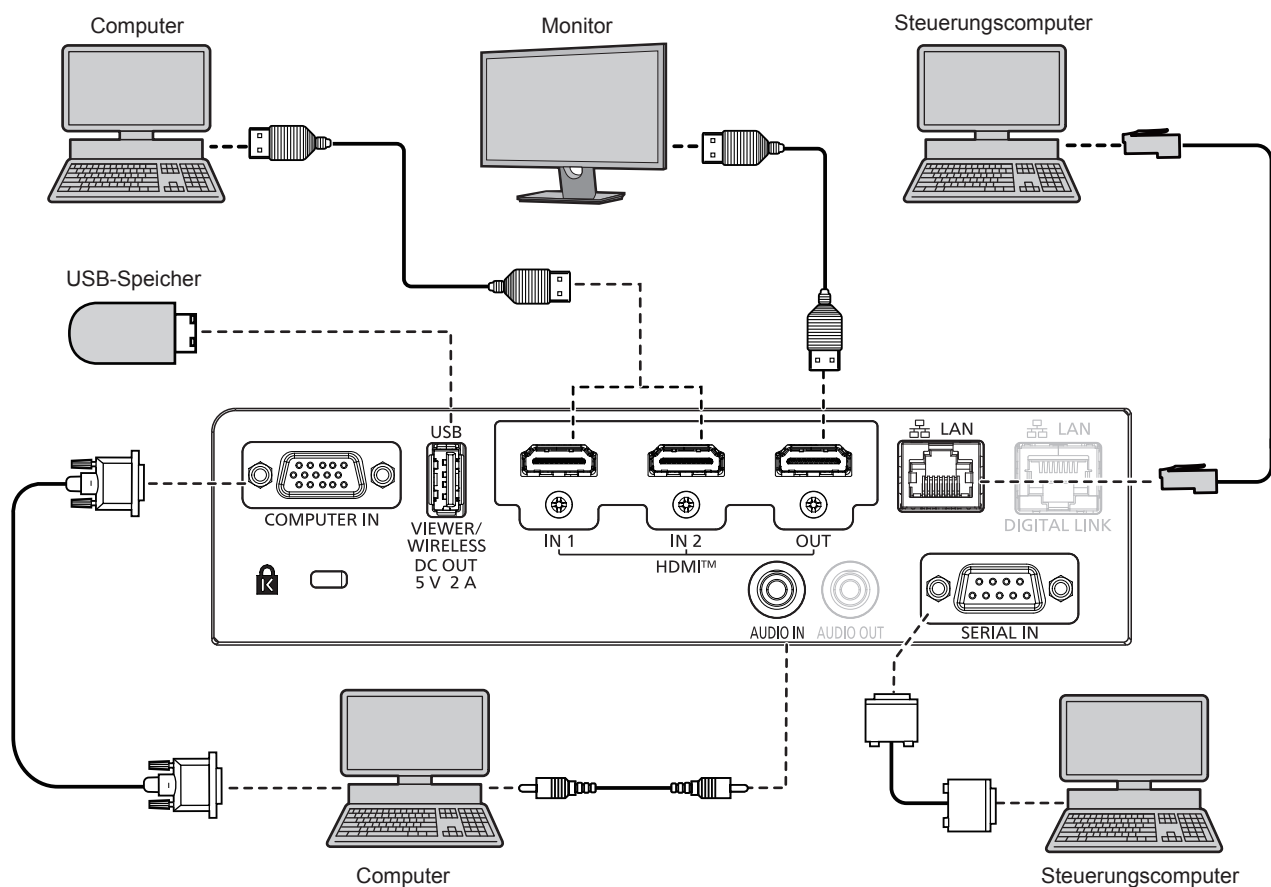 Computer
Monitor
Steuerungscomputer
USB-Speicher
USB
LAN
LAN
COMPUTER IN
VIEWER/
WIRELESS
DC OUT
5 V 2 A
IN 1
IN 2
OUT
HDMI™
DIGITAL LINK
K
AUDIO IN
AUDIO OUT
SERIAL IN
Computer
Steuerungscomputer